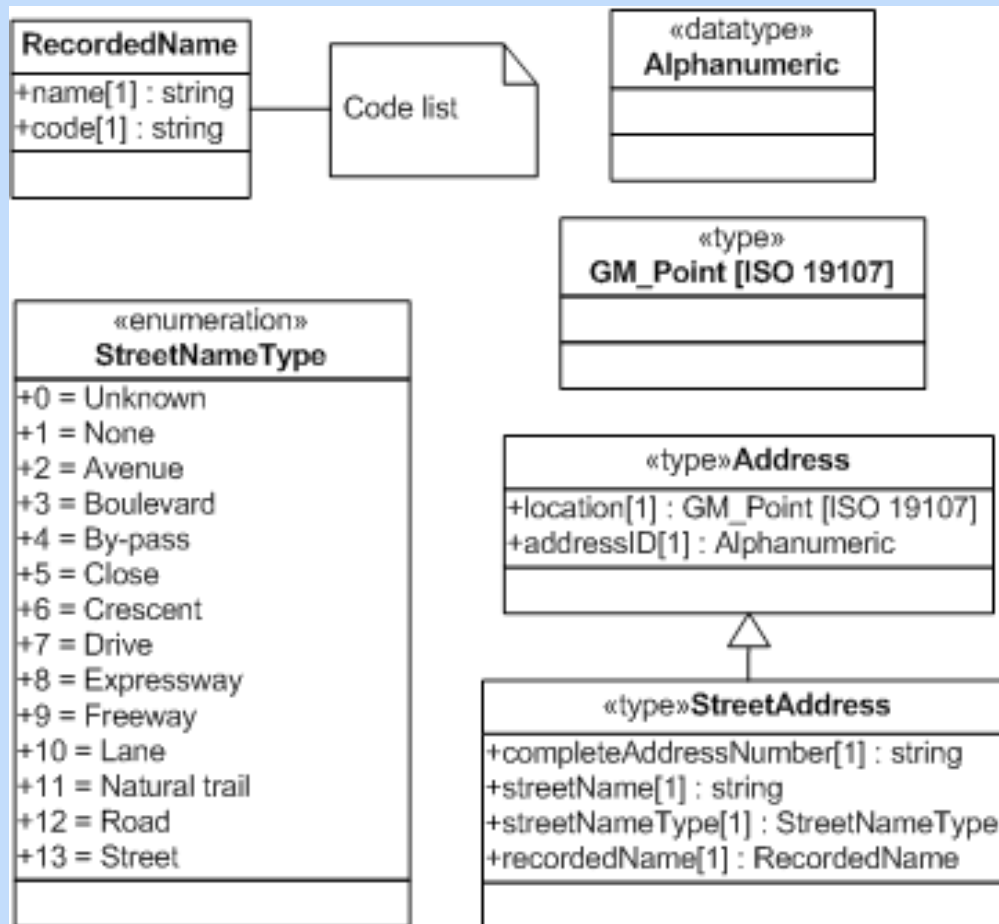 RecordedName
+name[1] : string
+code[1] : string
Code list
«datatype»
Alphanumeric
«type»
GM_Point [ISO 19107]
«enumeration»
StreetNameType
+0 = Unknown
+1 = None
+2 = Avenue
+3 = Boulevard
+4 = By-pass
+5 = Close
+6 = Crescent
+7 = Drive
+8 = Expressway
+9 = Freeway
+10 = Lane
+11 = Natural trail
+12 = Road
+13 = Street
«type»Address
+location[1] : GM_Point [ISO 19107]
+addressID[1] : Alphanumeric
«type»StreetAddress
+completeAddressNumber[1] : string
+streetName[1] : string
+streetNameType[1] : StreetNameType
+recordedName[1] : RecordedName